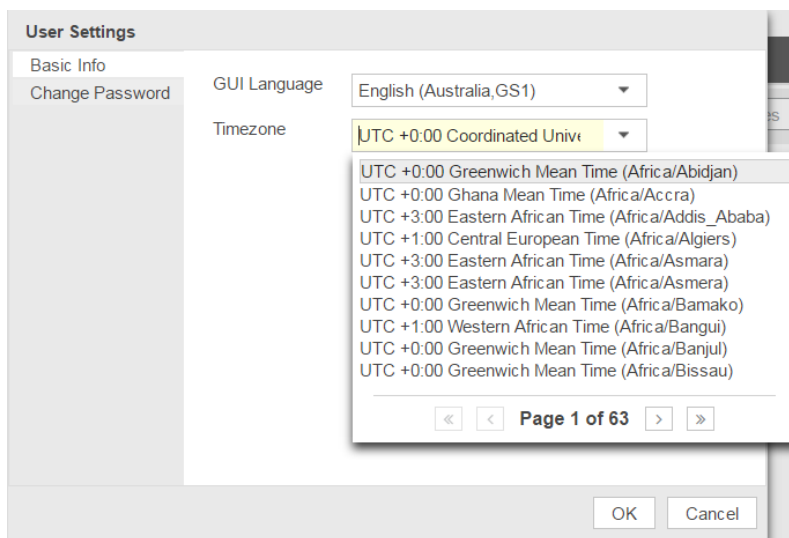 User Settings
Basic Info
Change Password
GUI Language
English (Australia,GS1)
Timezone
UTC +0:00 Coordinated Unive
UTC +0:00 Greenwich Mean Time (Africa/Abidjan)
UTC +0:00 Ghana Mean Time (Africa/Accra)
UTC +3:00 Eastern African Time (Africa/Addis_Ababa)
UTC +1:00 Central European Time (Africa/Algiers)
UTC +3:00 Eastern African Time (Africa/Asmara)
UTC +3:00 Eastern African Time (Africa/Asmera)
UTC +0:00 Greenwich Mean Time (Africa/Bamako)
UTC +1:00 Western African Time (Africa/Bangui)
UTC +0:00 Greenwich Mean Time (Africa/Banjul)
UTC +0:00 Greenwich Mean Time (Africa/Bissau)
« < Page 1 of 63 > »
OK Cancel